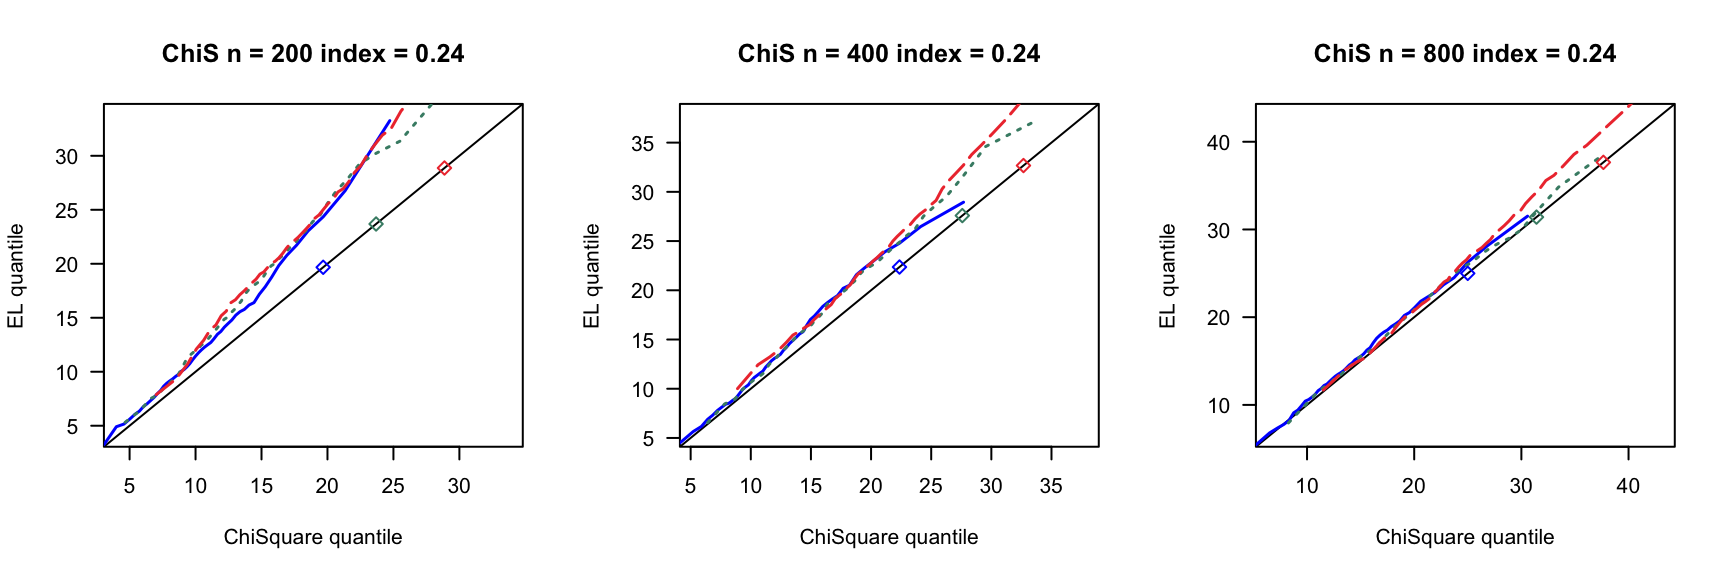 ChiS n = 200 index = 0.24
EL quantile
30
25
20
15
10
5
5 10 15 20 25 30
ChiSquare quantile
ChiS n = 400 index = 0.24
EL quantile
35
30
25
20
15
10
5
5 10 15 20 25 30 35
ChiSquare quantile
ChiS n = 800 index = 0.24
EL quantile
40
30
20
10
10 20 30 40
ChiSquare quantile